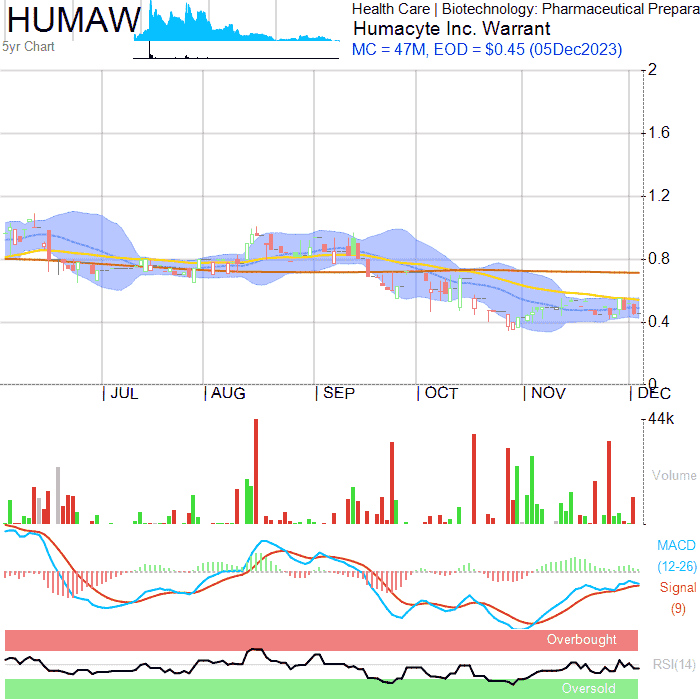 HUMAW
5yr Chart
Health Care | Biotechnology: Pharmaceutical Prepara
Humacyte Inc. Warrant
MC = 47M, EOD = $0.45 (05Dec2023)
2
1.6
1.2
0.8
0.4
0
JUL AUG SEP OCT NOV DEC
44k
Volume
MACD
(12-26)
Signal
(9)
Overbought
RSI(14)
Oversold